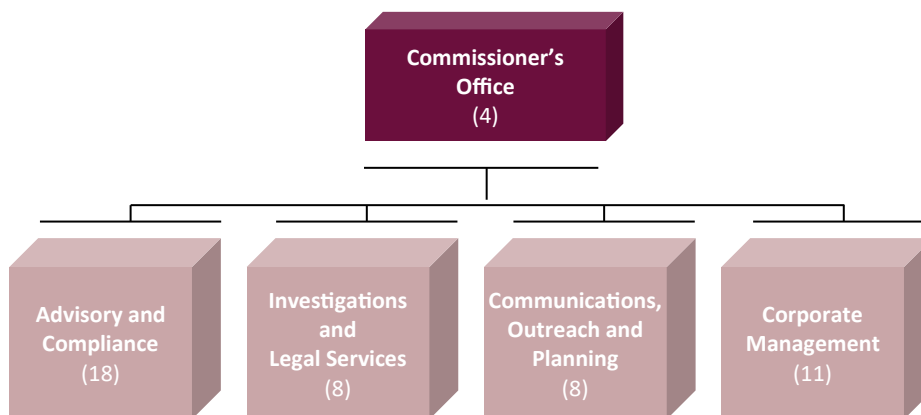 Commissioner’s
Office
(4)
Advisory and
Compliance
(18)
Investigations
and
Legal Services
(8)
Communications,
Outreach and
Planning
(8)
Corporate
Management
(11)